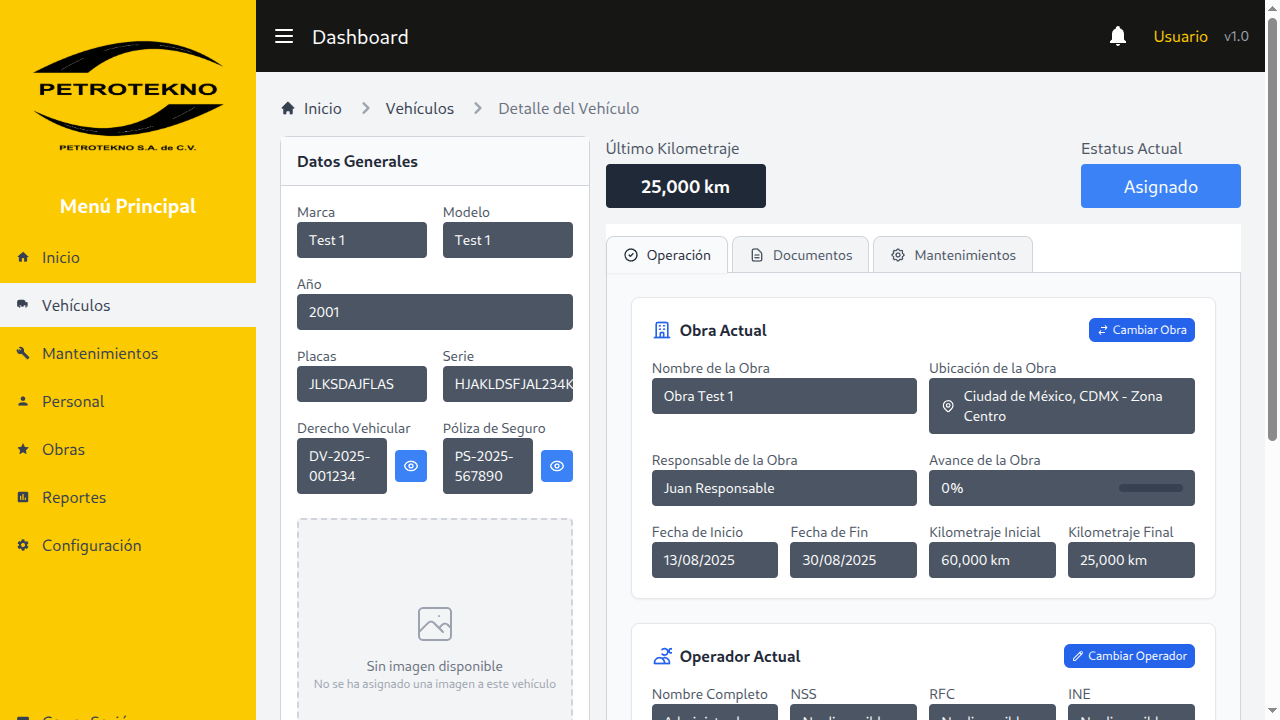 PETROTEKNO
PETROTEKNO S.A. de C.V.
Menú Principal
Inicio
Vehículos
Mantenimientos
Personal
Obras
Reportes
Configuración
Dashboard
Usuario
v1.0
Inicio
Vehículos
Detalle del Vehículo
Datos Generales
Marca
Modelo
Test 1
Test 1
Año
2001
Placas
Serie
JLKSDAJFLAS
HJAKLDSFJAL234K
Derecho Vehicular
Póliza de Seguro
DV-2025-
001234
PS-2025-
567890
Sin imagen disponible
No se ha asignado una imagen a este vehículo
Último Kilometraje
25,000 km
Estatus Actual
Asignado
Operación
Documentos
Mantenimientos
Obra Actual
Cambiar Obra
Nombre de la Obra
Ubicación de la Obra
Obra Test 1
Ciudad de México, CDMX - Zona
Centro
Responsable de la Obra
Avance de la Obra
Juan Responsable
0%
Fecha de Inicio
Fecha de Fin
Kilometraje Inicial
Kilometraje Final
13/08/2025
30/08/2025
60,000 km
25,000 km
Operador Actual
Cambiar Operador
Nombre Completo
NSS
RFC
INE